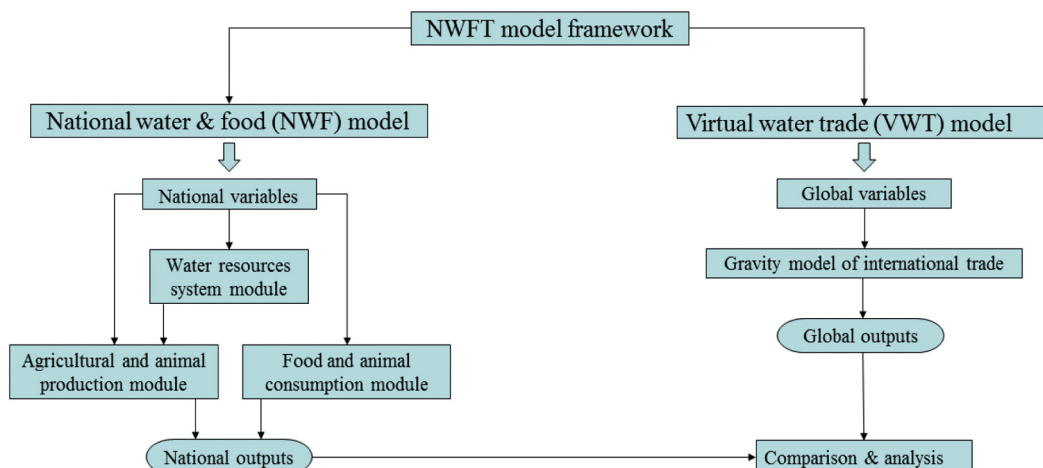 NWFT model framework
National water & food (NWF) model
Virtual water trade (VWT) model
National variables
Global variables
Water resources
system module
Gravity model of international trade
Global outputs
Agricultural and animal
production module
Food and animal
consumption module
National outputs
Comparison & analysis